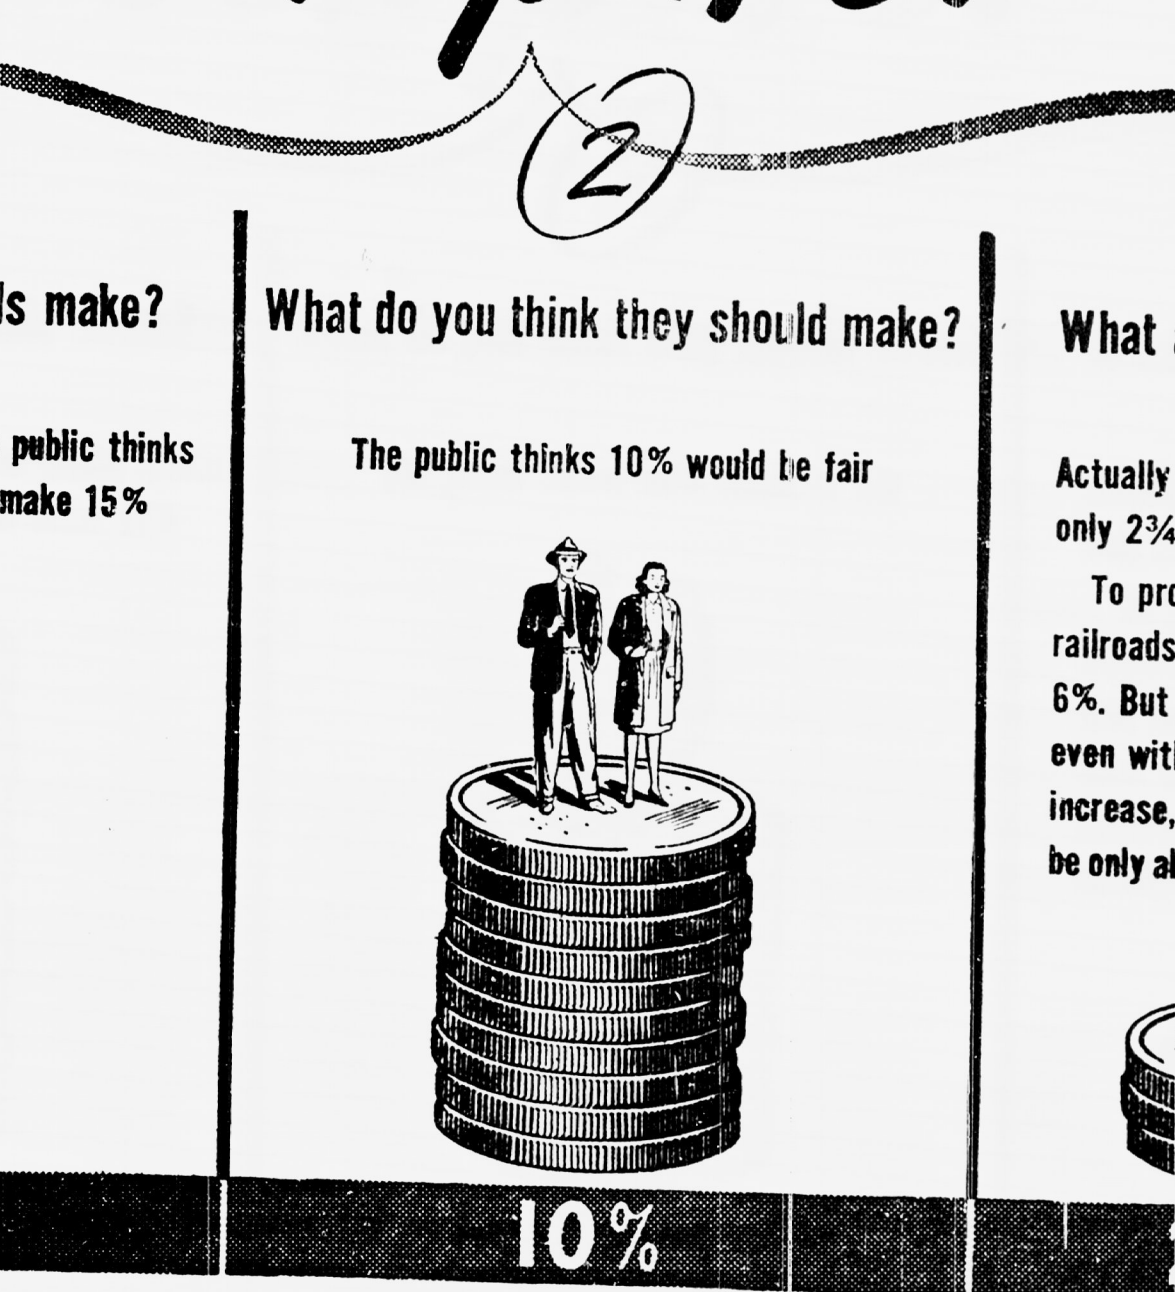 2
ls make?
public thinks
make 15%
What do you think they should make?
The public thinks 10% would be fair
10%
What
Actually
only 2¾
To pro
railroads
6%. But
even wit
increase,
be only al